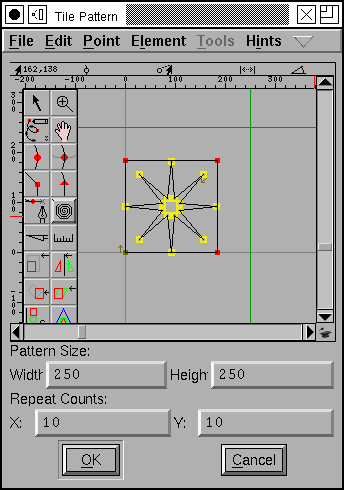 Tile Pattern
File Edit Point Element Tools Hints
162,138
-200 -100 0 100 200 300
300
200
100
0
-100
Pattern Size:
Width 250 Heigh 250
Repeat Counts:
X: 10 Y: 10
OK Cancel